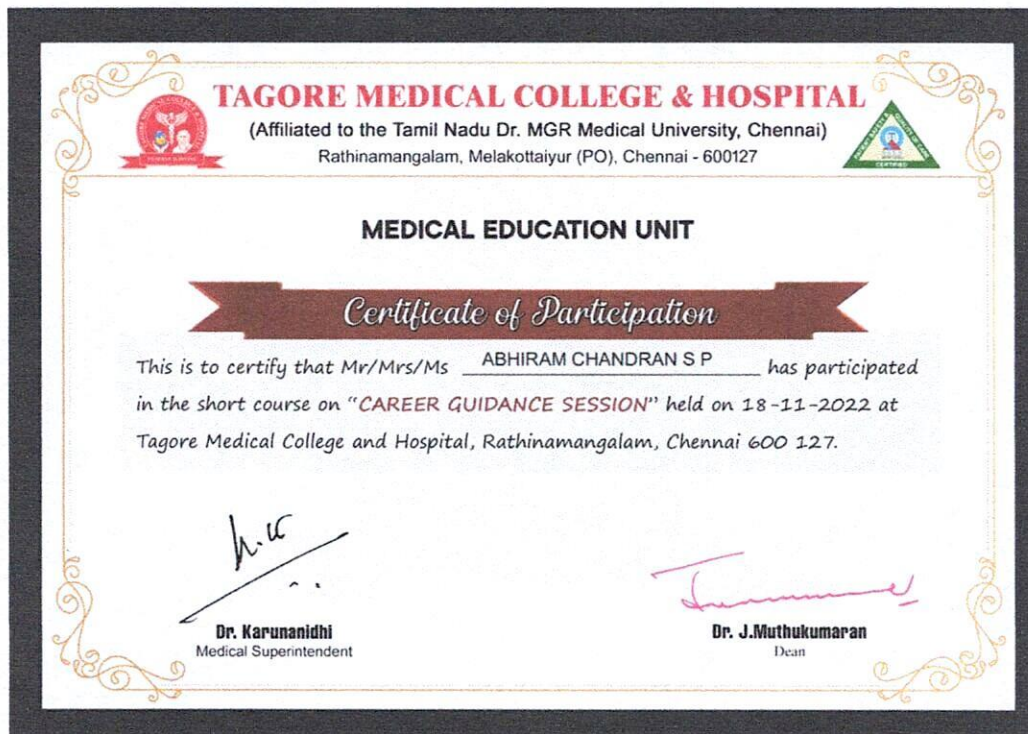 TAGORE MEDICAL COLLEGE & HOSPITAL
(Affiliated to the Tamil Nadu Dr. MGR Medical University, Chennai)
Rathinamangalam, Melakottaiyur (PO), Chennai - 600127
CERTIFIED
MEDICAL EDUCATION UNIT
Certificate of Participation
This is to certify that Mr/Mrs/Ms ABHIRAM CHANDRAN S P has participated
in the short course on "CAREER GUIDANCE SESSION" held on 18-11-2022 at
Tagore Medical College and Hospital, Rathinamangalam, Chennai 600 127.
Dr. Karunanidhi
Medical Superintendent
Dr. J.Muthukumaran
Dean